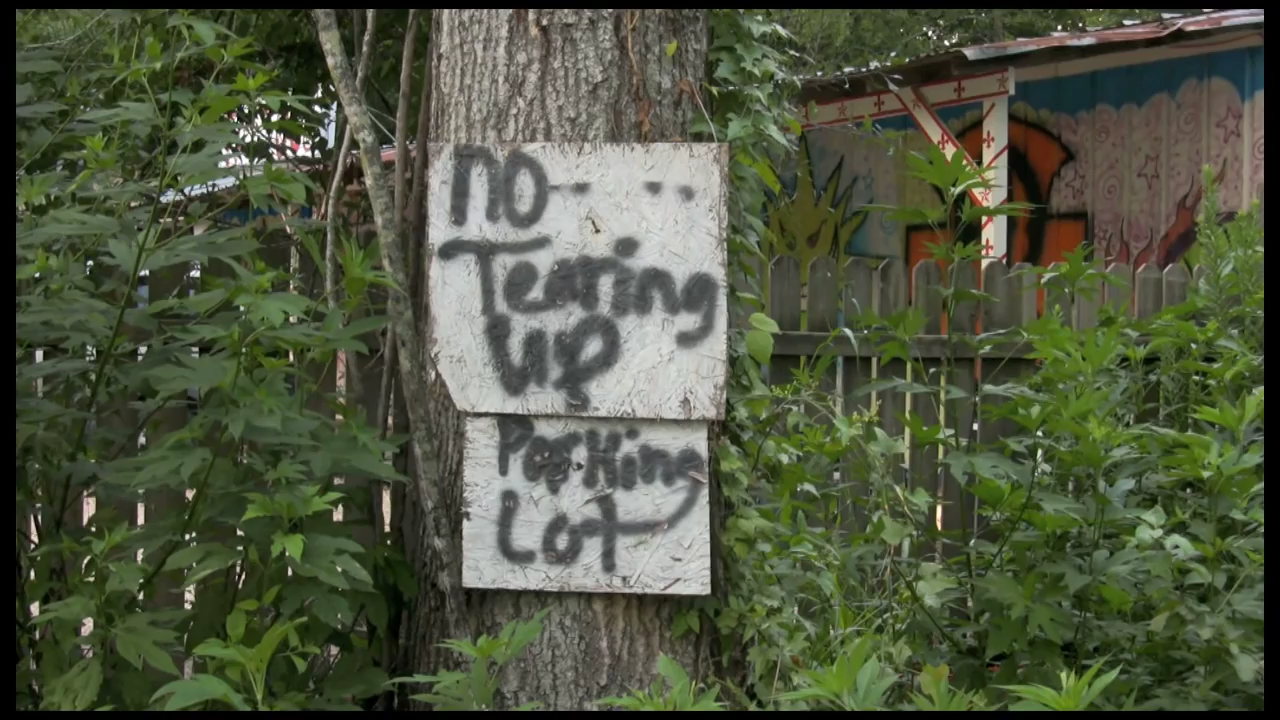 no-- --
Tearing
up
Parking
Lot